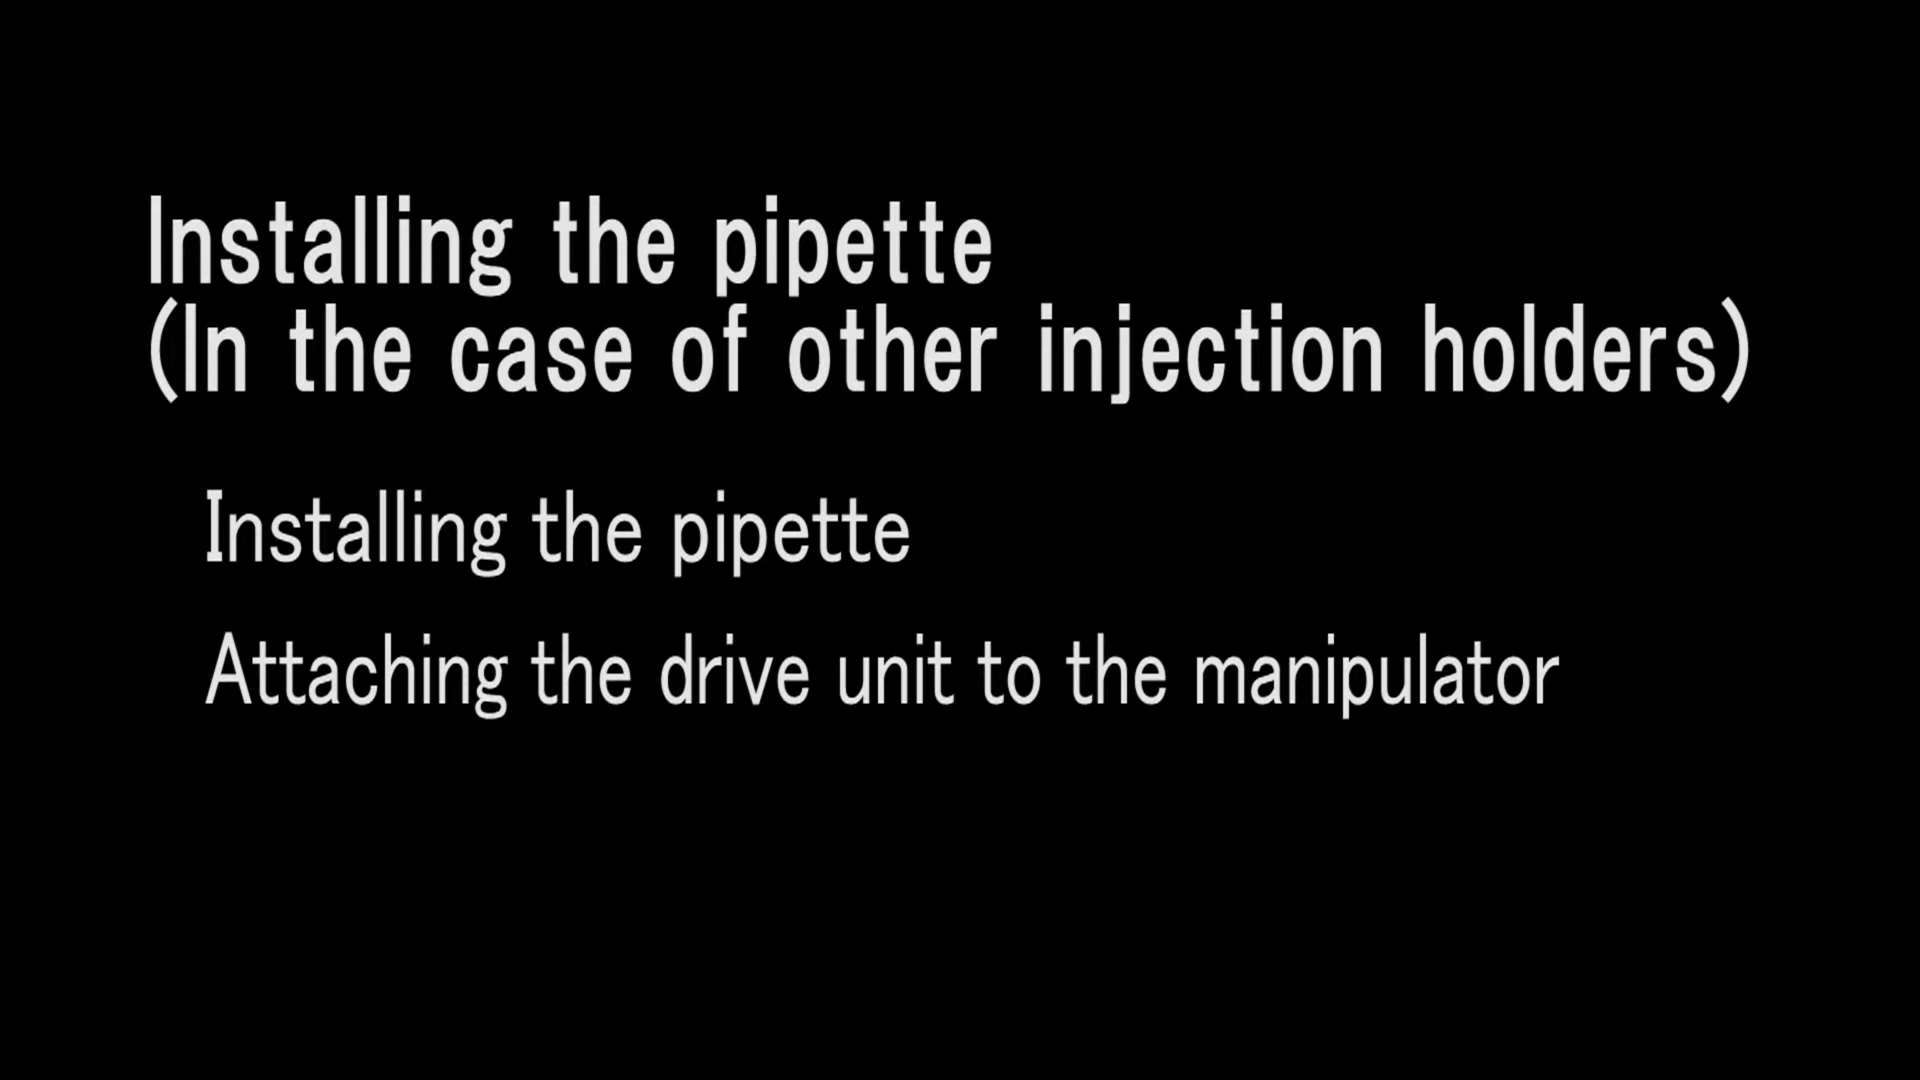 Installing the pipette
(In the case of other injection holders)
Installing the pipette
Attaching the drive unit to the manipulator